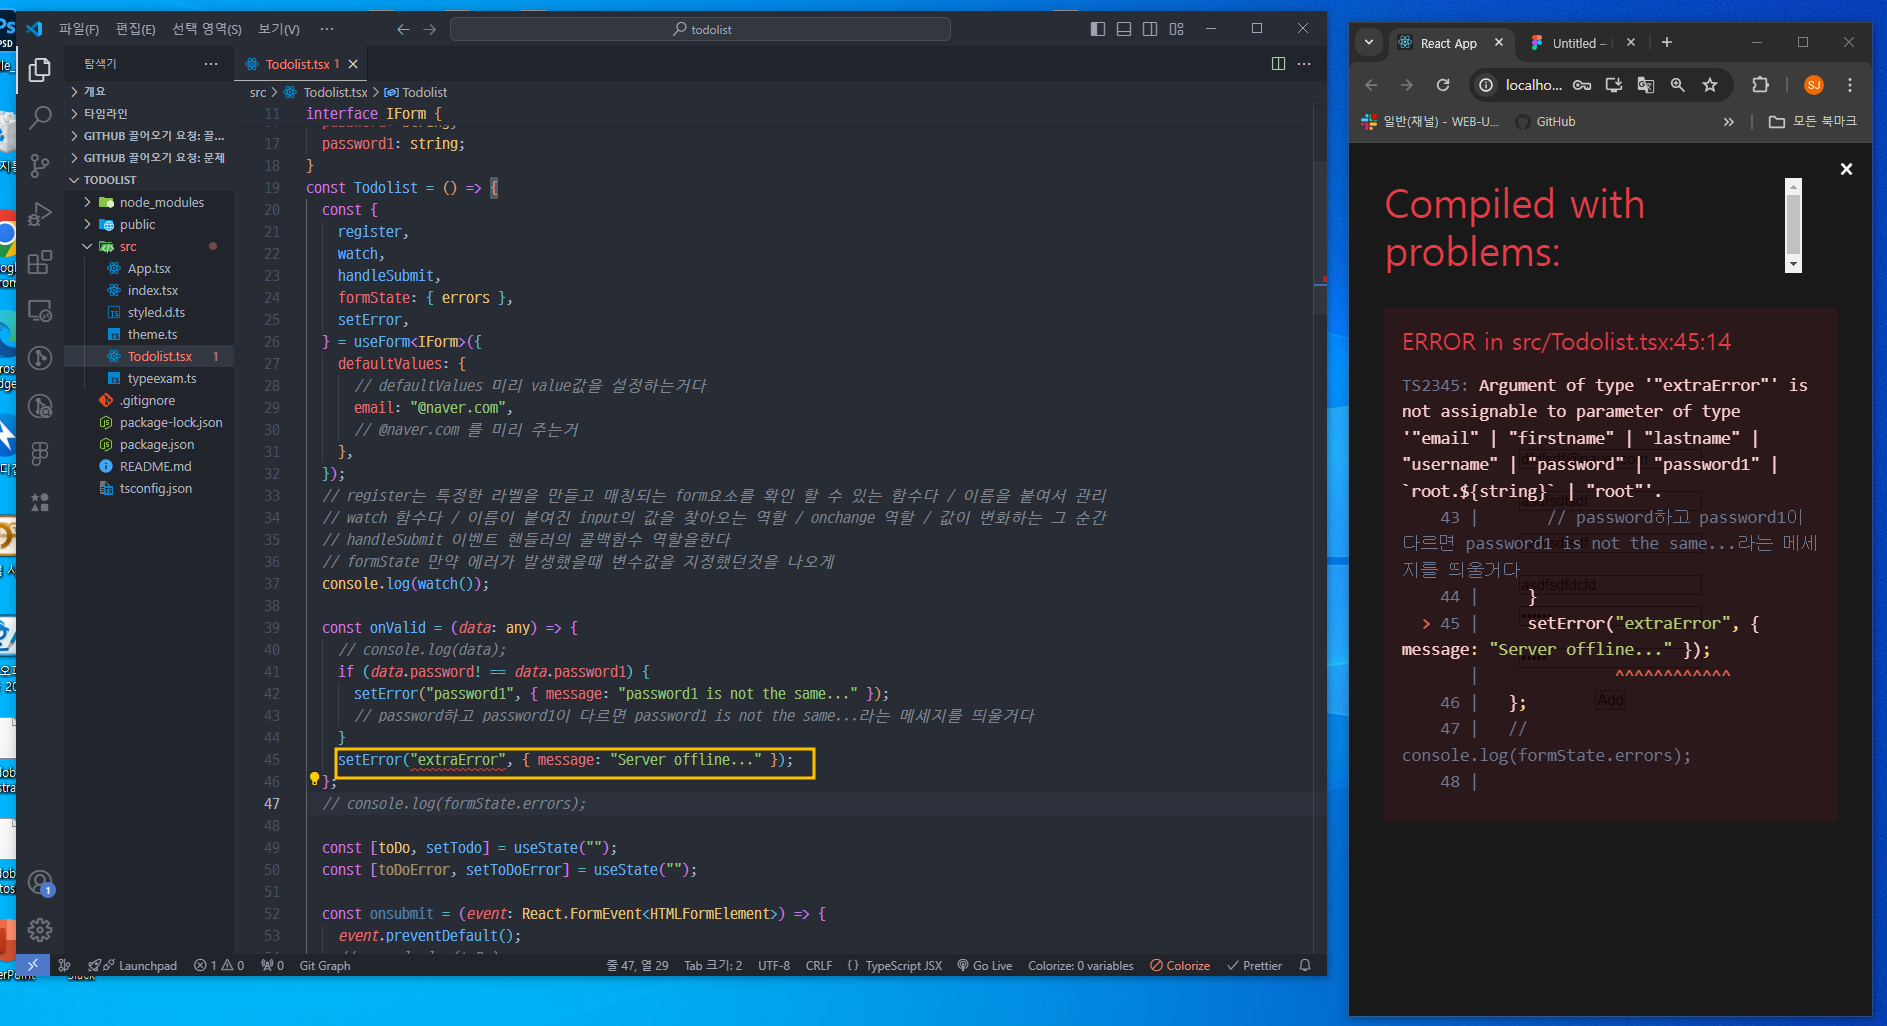 파일(F) 편집(E) 선택 영역(S) 보기(V) ··· todolist
탐색기 ···
개요
타임라인
GITHUB 끌어오기 요청: 끌...
GITHUB 끌어오기 요청: 문제
TODOLIST
node_modules
public
src
App.tsx
index.tsx
styled.d.ts
theme.ts
Todolist.tsx 1
typeexam.ts
.gitignore
package-lock.json
package.json
README.md
tsconfig.json
Todolist.tsx 1
src > Todolist.tsx > Todolist
11 interface IForm {
17 password1: string;
18 }
19 const Todolist = () => {
20 const {
21 register,
22 watch,
23 handleSubmit,
24 formState: { errors },
25 setError,
26 } = useForm<IForm>({
27 defaultValues: {
28 // defaultValues 미리 value값을 설정하는거다
29 email: "@naver.com",
30 // @naver.com 를 미리 주는거
31 },
32 });
33 // register는 특정한 라벨을 만들고 매칭되는 form요소를 확인 할 수 있는 함수다 / 이름을 붙여서 관리
34 // watch 함수다 / 이름이 붙여진 input의 값을 찾아오는 역할 / onchange 역할 / 값이 변화하는 그 순간
35 // handleSubmit 이벤트 핸들러의 콜백함수 역할을한다
36 // formState 만약 에러가 발생했을때 변수값을 지정했던것을 나오게
37 console.log(watch());
38
39 const onValid = (data: any) => {
40 // console.log(data);
41 if (data.password! == data.password1) {
42 setError("password1", { message: "password1 is not the same..." });
43 // password하고 password1이 다르면 password1 is not the same...라는 메세지를 띄울거다
44 }
45 setError("extraError", { message: "Server offline..." });
46 };
47 // console.log(formState.errors);
48
49 const [toDo, setTodo] = useState("");
50 const [toDoError, setToDoError] = useState("");
51
52 const onsubmit = (event: React.FormEvent<HTMLFormElement>) => {
53 event.preventDefault();
1
Launchpad 1 0 0 Git Graph 줄 47, 열 29 Tab 크기: 2 UTF-8 CRLF {} TypeScript JSX Go Live Colorize: 0 variables Colorize Prettier
React App Untitled –
localho... SJ
일반(채널) - WEB-U... GitHub » 모든 북마크
Compiled with
problems:
ERROR in src/Todolist.tsx:45:14
TS2345: Argument of type '"extraError"' is
not assignable to parameter of type
'"email" | "firstname" | "lastname" |
"username" | "password" | "password1" |
`root.${string}` | "root"'.
43 | // password하고 password1이
다르면 password1 is not the same...라는 메세
지를 띄울거다
asdfsdfdcfd
44 | }
> 45 | setError("extraError", {
message: "Server offline..." });
| ^^^^^^^^^^^^
46 | };
Add
47 | //
console.log(formState.errors);
48 |